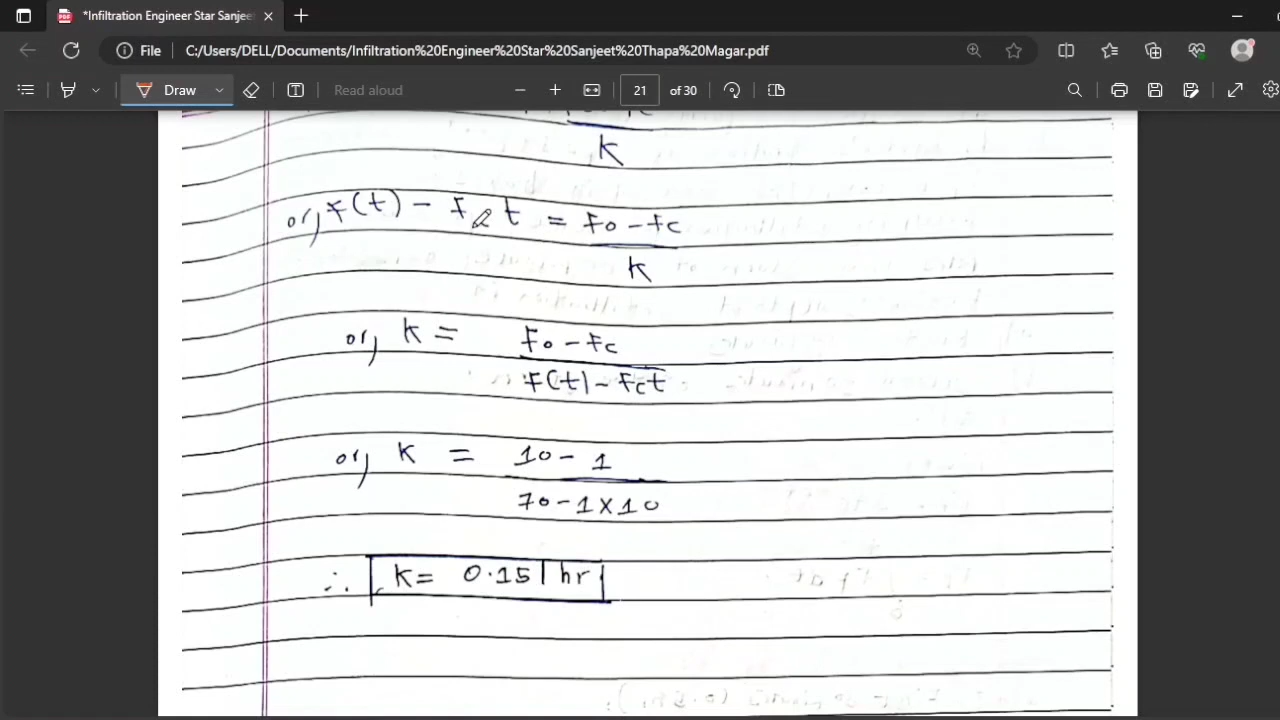 *Infiltration Engineer Star Sanjee
File C:/Users/DELL/Documents/Infiltration%20Engineer%20Star%20Sanjeet%20Thapa%20Magar.pdf
Draw Read aloud 21 of 30
K
or, F(t) - Fc t = Fo - Fc
K
or, K = Fo - Fc
F(t) - Fct
or, K = 10 - 1
70 - 1 X 10
∴ K = 0.15 / hr